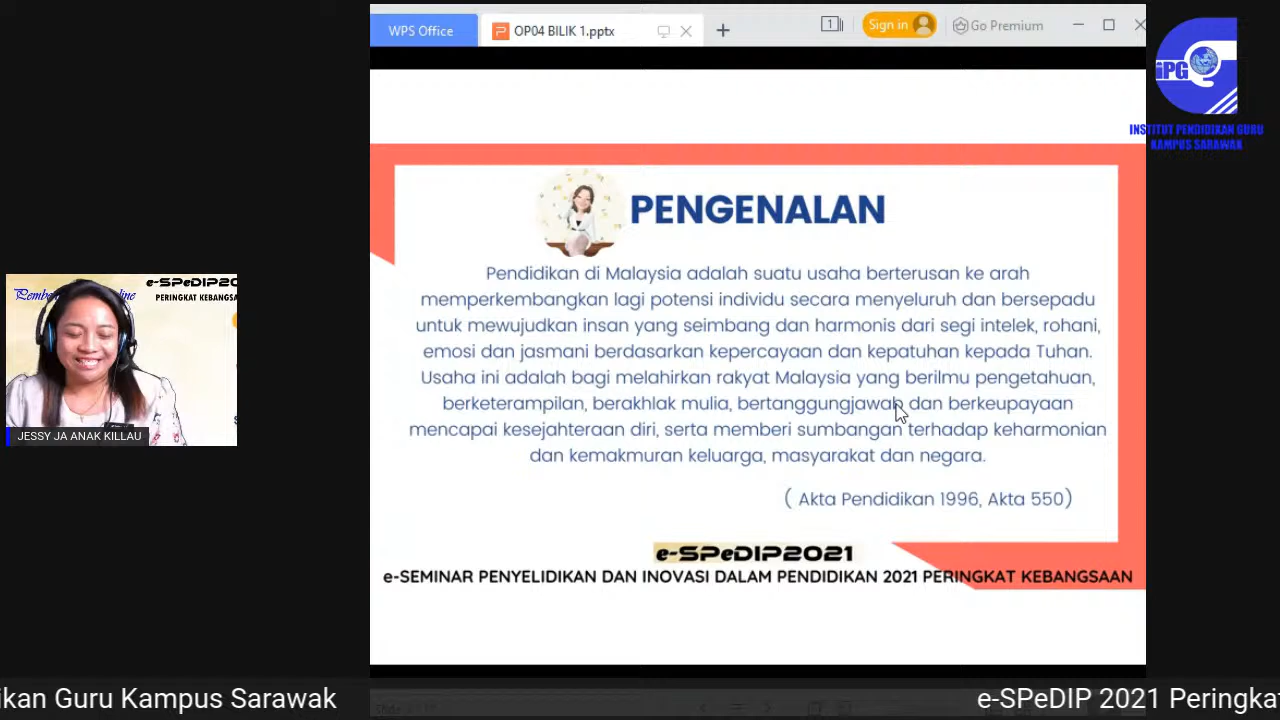 WPS Office
OP04 BILIK 1.pptx
1
Sign in
Go Premium
iPG
INSTITUT PENDIDIKAN GURU
KAMPUS SARAWAK
PENGENALAN
Pendidikan di Malaysia adalah suatu usaha berterusan ke arah
memperkembangkan lagi potensi individu secara menyeluruh dan bersepadu
untuk mewujudkan insan yang seimbang dan harmonis dari segi intelek, rohani,
emosi dan jasmani berdasarkan kepercayaan dan kepatuhan kepada Tuhan.
Usaha ini adalah bagi melahirkan rakyat Malaysia yang berilmu pengetahuan,
berketerampilan, berakhlak mulia, bertanggungjawab dan berkeupayaan
mencapai kesejahteraan diri, serta memberi sumbangan terhadap keharmonian
dan kemakmuran keluarga, masyarakat dan negara.
( Akta Pendidikan 1996, Akta 550)
e-SPeDIP2021
e-SEMINAR PENYELIDIKAN DAN INOVASI DALAM PENDIDIKAN 2021 PERINGKAT KEBANGSAAN
e-SPeDIP20
PERINGKAT KEBANGSA
JESSY JA ANAK KILLAU
ikan Guru Kampus Sarawak
e-SPeDIP 2021 Peringka